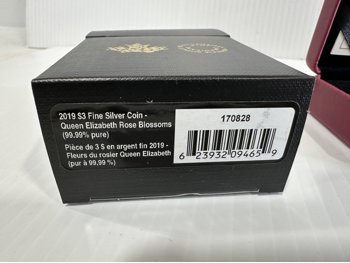 2019 $3 Fine Silver Coin -
Queen Elizabeth Rose Blossoms
(99.99% pure)
Pièce de 3 $ en argent fin 2019 -
Fleurs du rosier Queen Elizabeth
(pur à 99,99 %)
170828
6 23932 09465 9